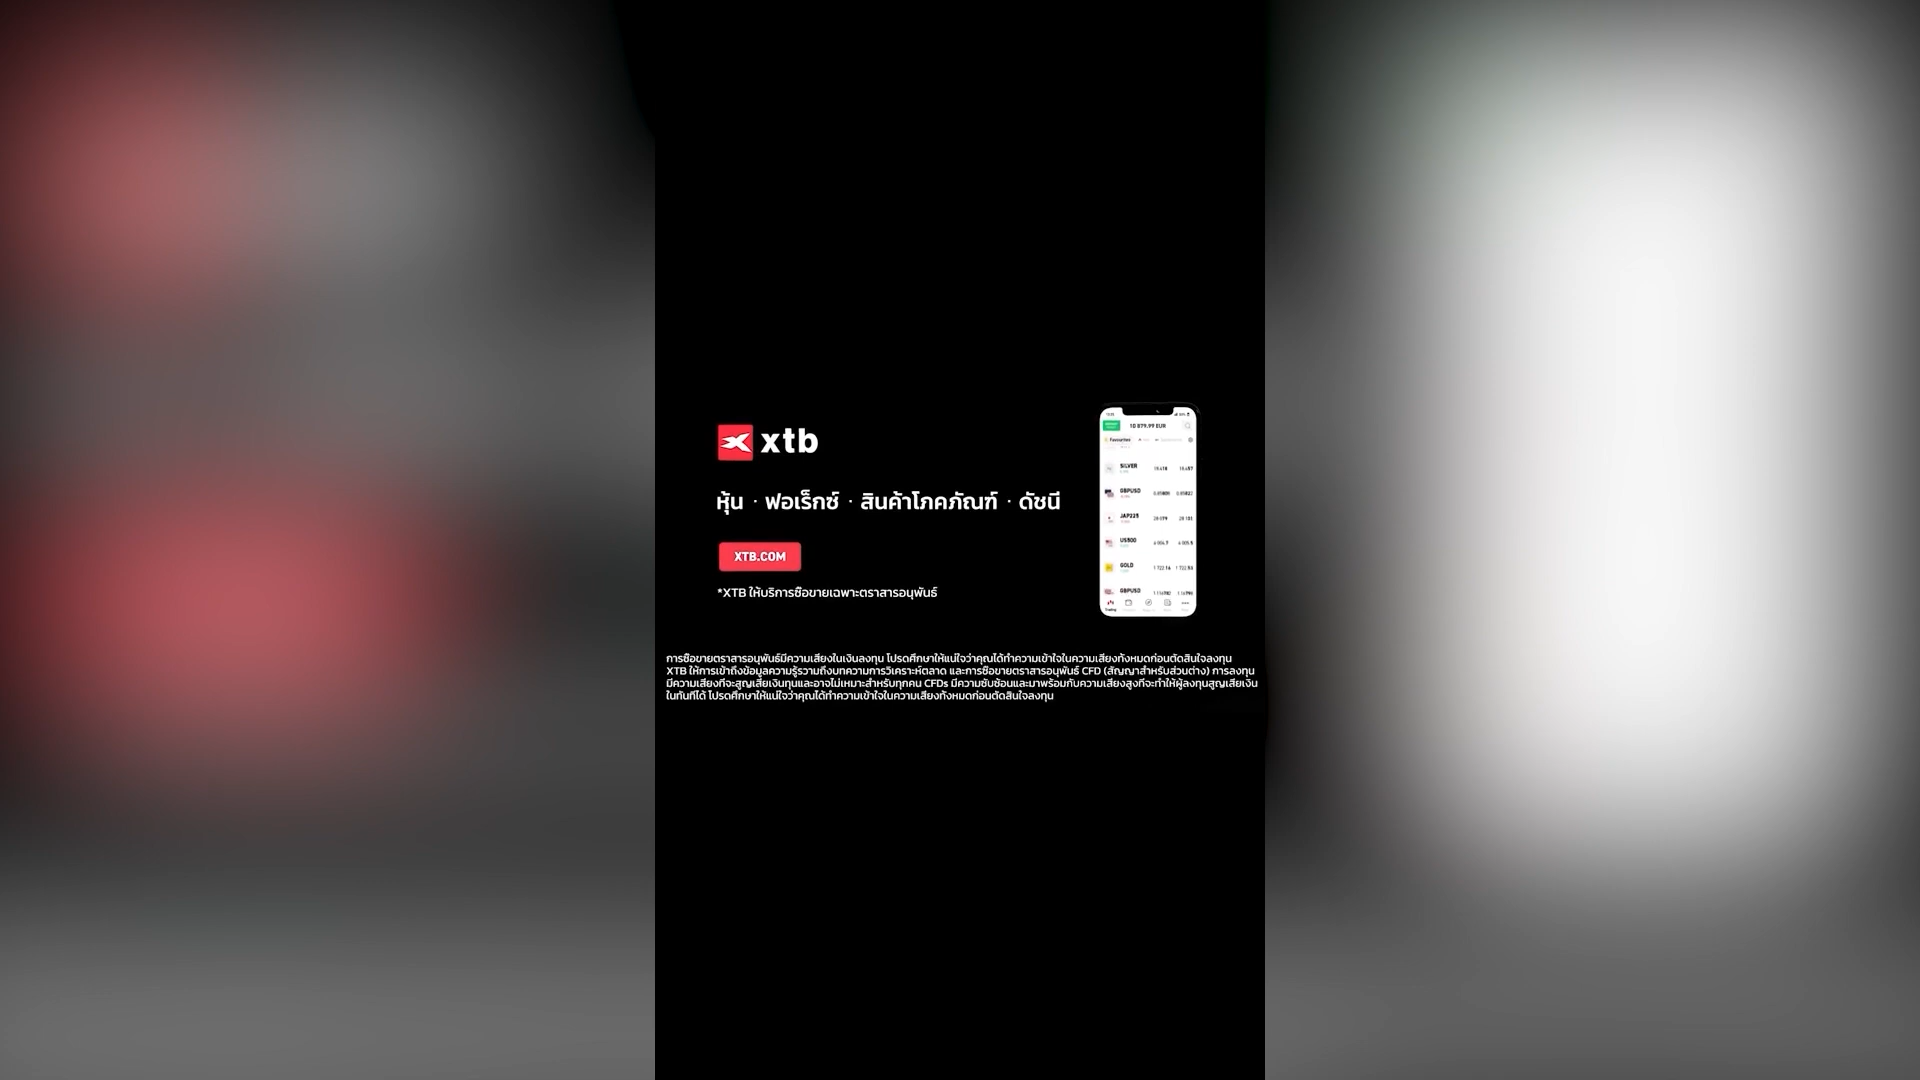 xtb
หุ้น · ฟอเร็กซ์ · สินค้าโภคภัณฑ์ · ดัชนี
XTB.COM
*XTB ให้บริการซื้อขายเฉพาะตราสารอนุพันธ์
10 879.99 EUR
Favourites
SILVER
GBPUSD
JAP225
US500
GOLD
1 722.16 1 722.53
GBPUSD
การซื้อขายตราสารอนุพันธ์มีความเสี่ยงในเงินลงทุน โปรดศึกษาให้แน่ใจว่าคุณได้ทำความเข้าใจในความเสี่ยงทั้งหมดก่อนตัดสินใจลงทุน
XTB ให้การเข้าถึงข้อมูลความรู้รวามถึงบทความการวิเคราะห์ตลาด และการซื้อขายตราสารอนุพันธ์ CFD (สัญญาสำหรับส่วนต่าง) การลงทุน
มีความเสี่ยงที่จะสูญเสียเงินทุนและอาจไม่เหมาะสำหรับทุกคน CFDs มีความซับซ้อนและมาพร้อมกับความเสี่ยงสูงที่จะทำให้ผู้ลงทุนสูญเสียเงิน
ในทันทีได้ โปรดศึกษาให้แน่ใจว่าคุณได้ทำความเข้าใจในความเสี่ยงทั้งหมดก่อนตัดสินใจลงทุน